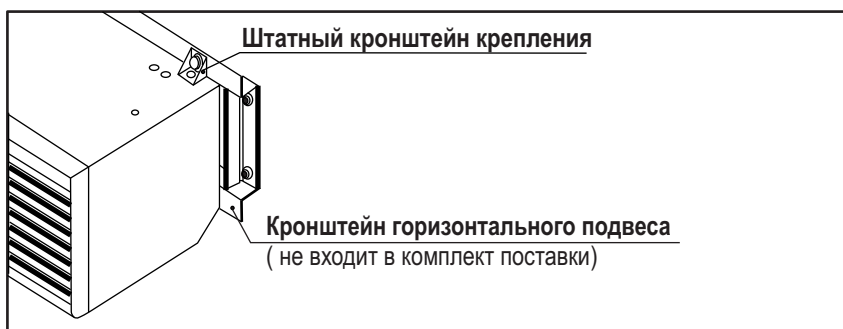 Штатный кронштейн крепления
Кронштейн горизонтального подвеса
( не входит в комплект поставки)